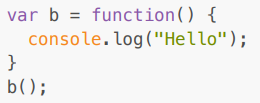 var b = function() {
  console.log("Hello");
}
b();